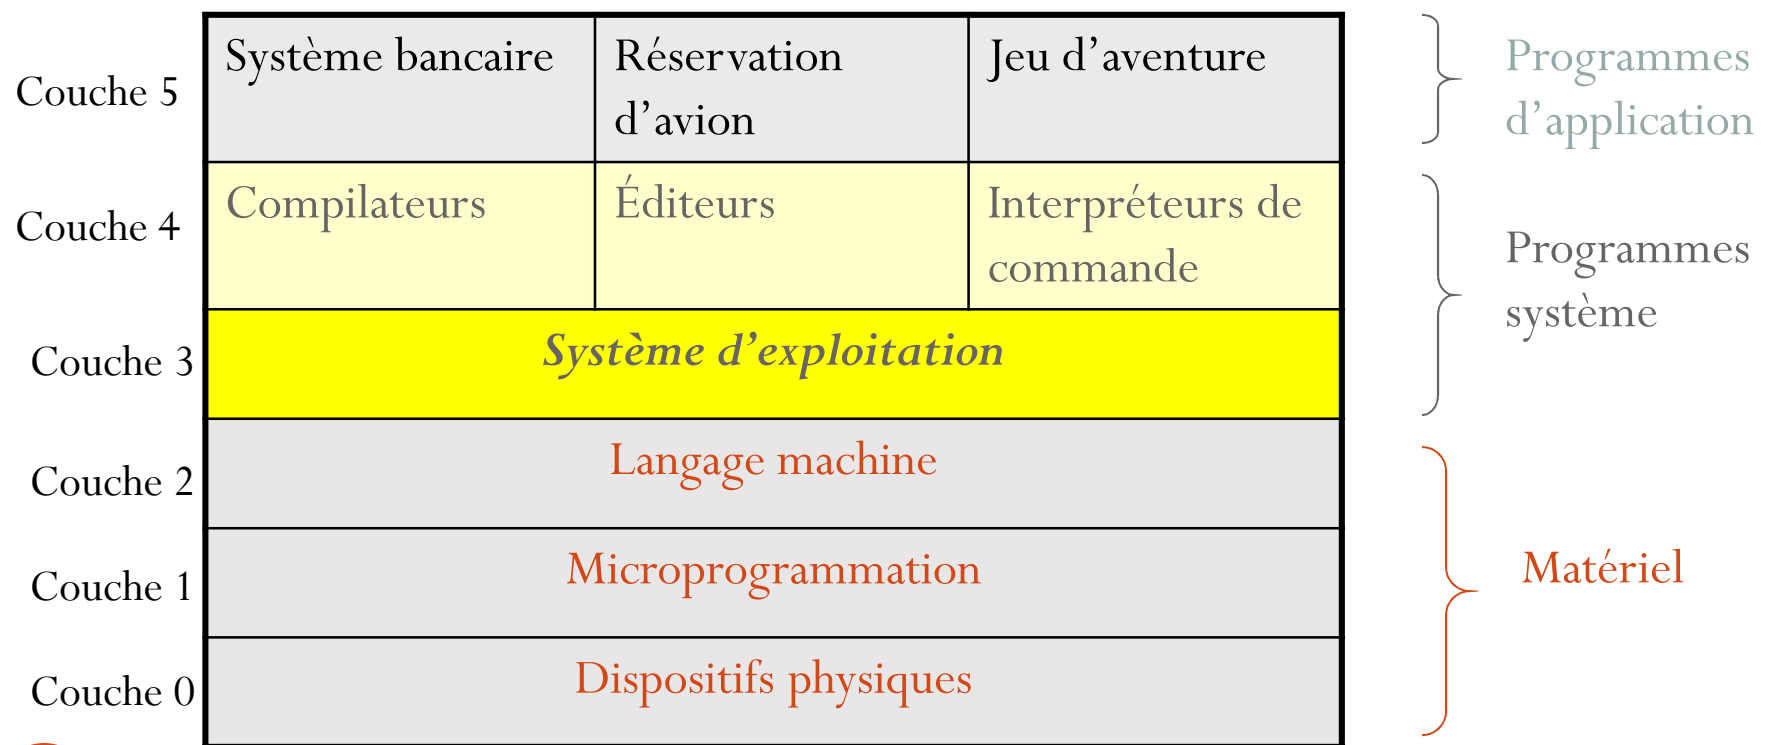 Couche 5
Système bancaire
Réservation
d’avion
Jeu d’aventure
Programmes
d’application
Couche 4
Compilateurs
Éditeurs
Interpréteurs de
commande
Programmes
système
Couche 3
Système d’exploitation
Couche 2
Langage machine
Couche 1
Microprogrammation
Matériel
Couche 0
Dispositifs physiques